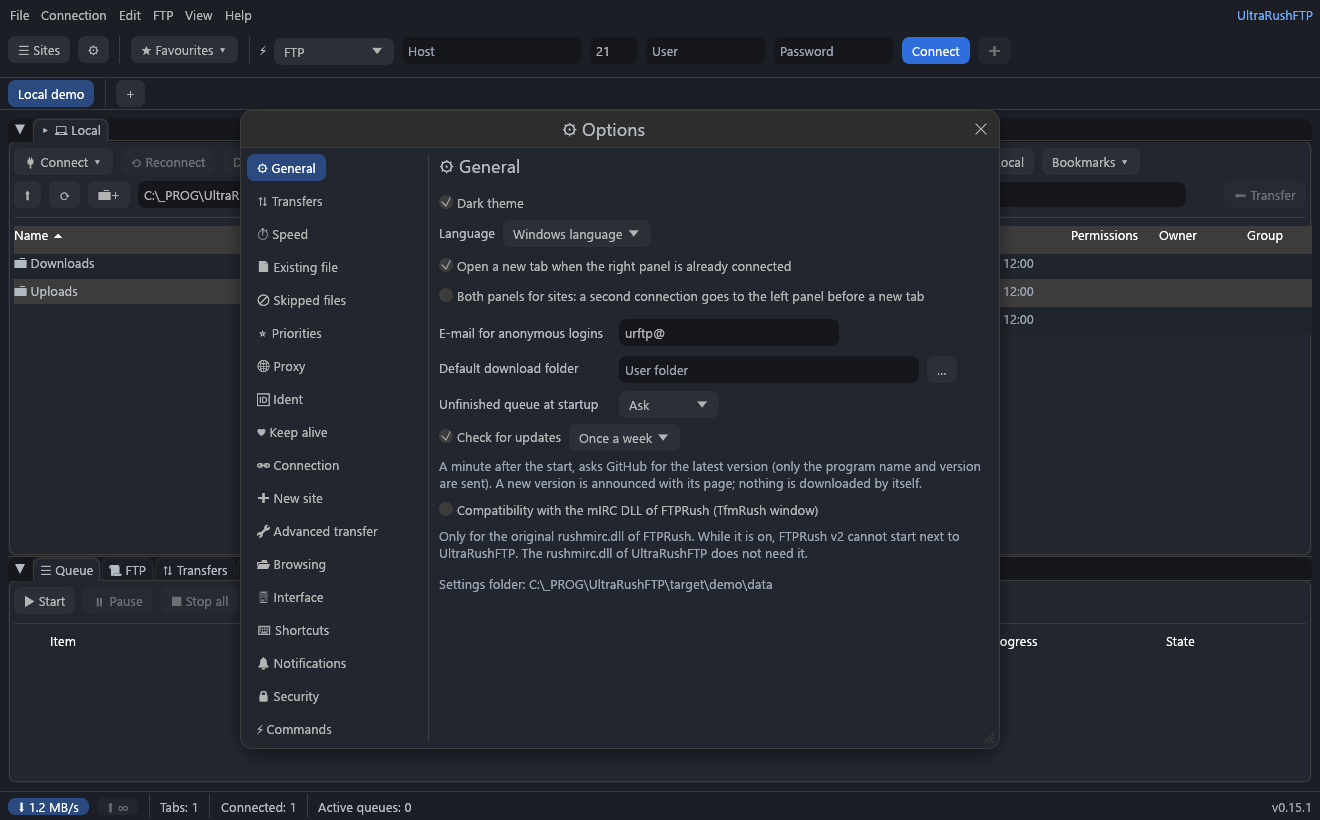 File Connection Edit FTP View Help UltraRushFTP
Sites Favourites FTP Host 21 User Password Connect +
Local demo +
Local
Connect Reconnect D ocal Bookmarks
C:\_PROG\UltraR Transfer
Name Permissions Owner Group
Downloads 12:00
Uploads 12:00
12:00
Options
General
Transfers
Speed
Existing file
Skipped files
Priorities
Proxy
Ident
Keep alive
Connection
New site
Advanced transfer
Browsing
Interface
Shortcuts
Notifications
Security
Commands
General
Dark theme
Language Windows language
Open a new tab when the right panel is already connected
Both panels for sites: a second connection goes to the left panel before a new tab
E-mail for anonymous logins urftp@
Default download folder User folder ...
Unfinished queue at startup Ask
Check for updates Once a week
A minute after the start, asks GitHub for the latest version (only the program name and version
are sent). A new version is announced with its page; nothing is downloaded by itself.
Compatibility with the mIRC DLL of FTPRush (TfmRush window)
Only for the original rushmirc.dll of FTPRush. While it is on, FTPRush v2 cannot start next to
UltraRushFTP. The rushmirc.dll of UltraRushFTP does not need it.
Settings folder: C:\_PROG\UltraRushFTP\target\demo\data
Queue FTP Transfers
Start Pause Stop all
Item ogress State
1.2 MB/s ∞ Tabs: 1 Connected: 1 Active queues: 0 v0.15.1